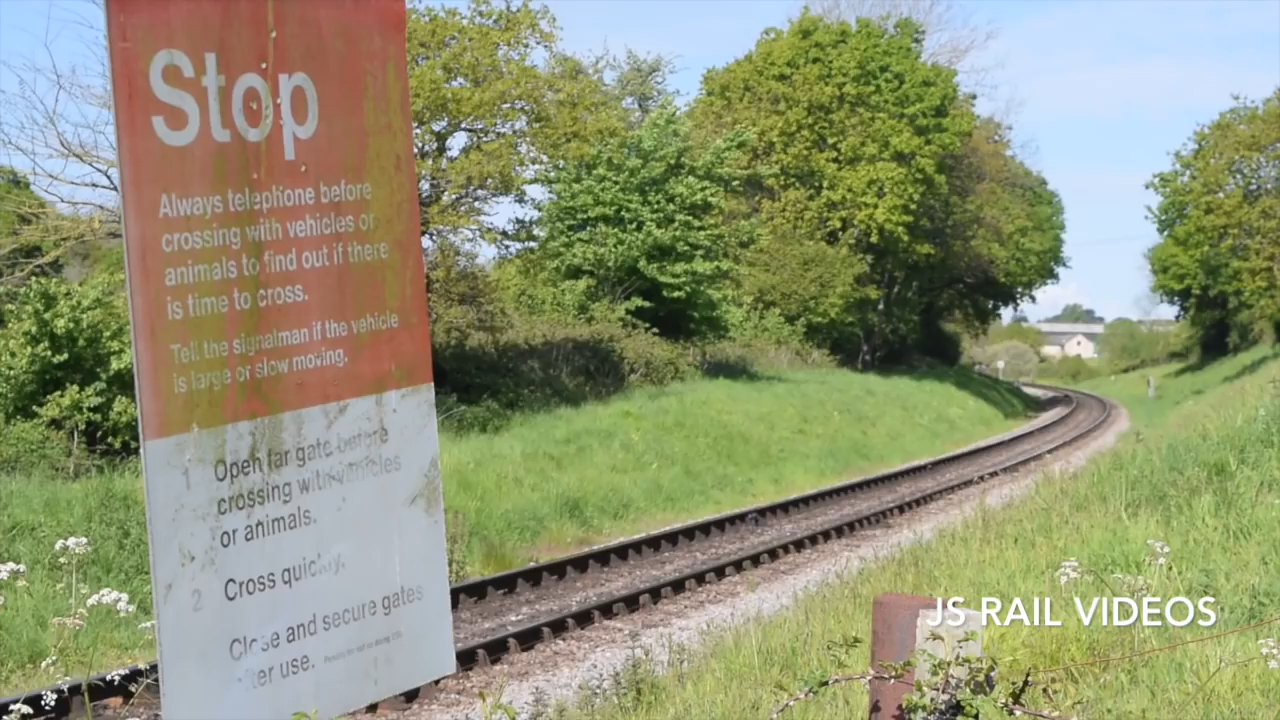 Stop
Always telephone before
crossing with vehicles or
animals to find out if there
is time to cross.
Tell the signalman if the vehicle
is large or slow moving.
1 Open far gate before
crossing with vehicles
or animals.
2 Cross quickly.
Close and secure gates
after use.
JS RAIL VIDEOS